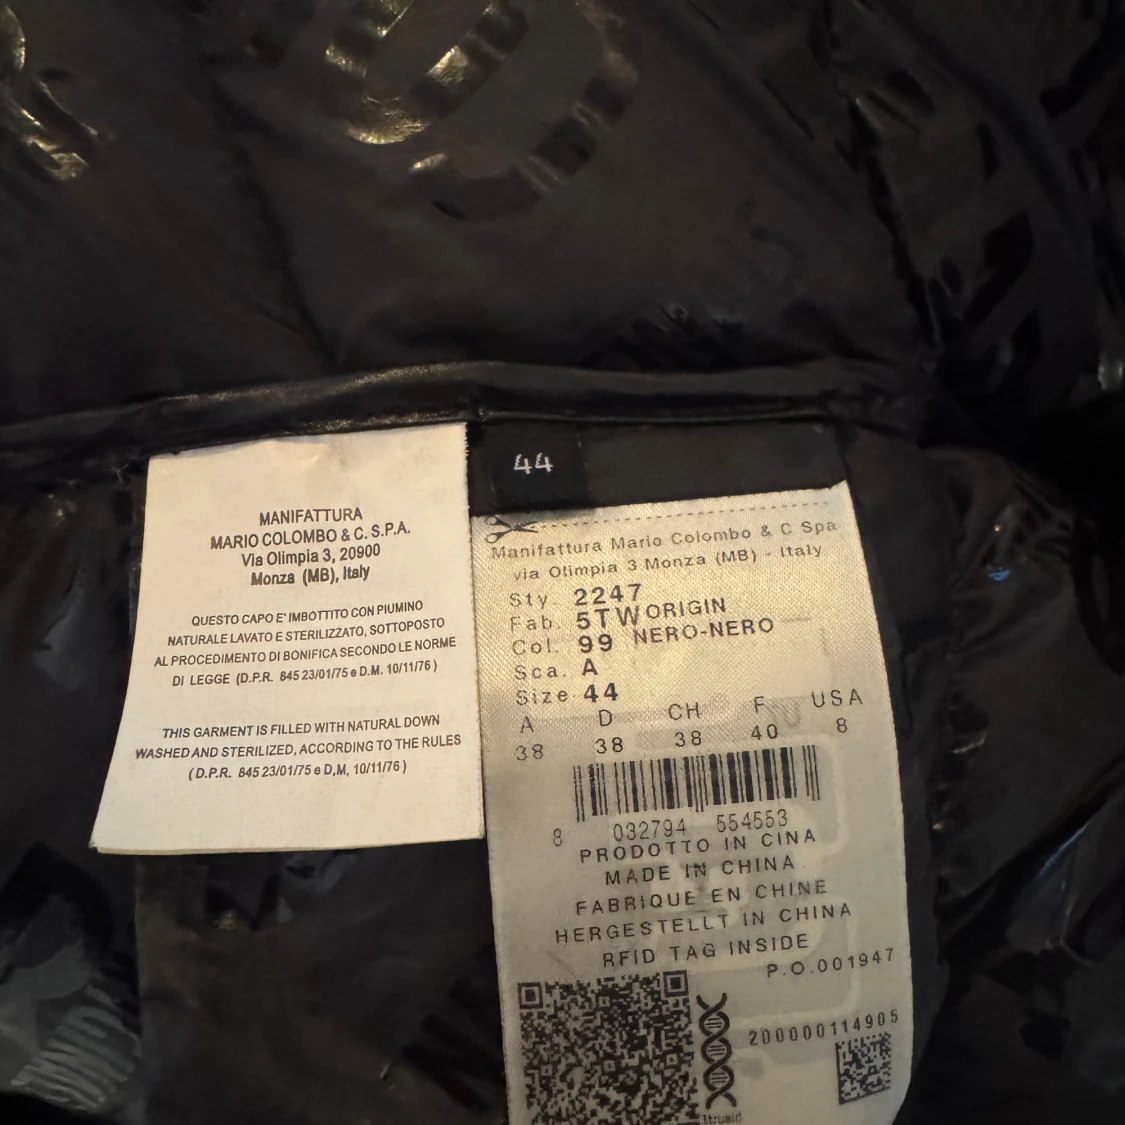 MANIFATTURA
MARIO COLOMBO & C. S.P.A.
Via Olimpia 3, 20900
Monza (MB), Italy
QUESTO CAPO E' IMBOTTITO CON PIUMINO
NATURALE LAVATO E STERILIZZATO, SOTTOPOSTO
AL PROCEDIMENTO DI BONIFICA SECONDO LE NORME
DI LEGGE (D.P.R. 845 23/01/75 e D.M. 10/11/76)
THIS GARMENT IS FILLED WITH NATURAL DOWN
WASHED AND STERILIZED, ACCORDING TO THE RULES
(D.P.R. 845 23/01/75 e D,M, 10/11/76)
44
Manifattura Mario Colombo & C Spa
via Olimpia 3 Monza (MB) - Italy
Sty. 2247
Fab. 5TW ORIGIN
Col. 99 NERO-NERO
Sca. A
Size 44
A D CH F USA
38 38 38 40 8
8 032794 554553
PRODOTTO IN CINA
MADE IN CHINA
FABRIQUE EN CHINE
HERGESTELLT IN CHINA
RFID TAG INSIDE
P.O.001947
200000114905